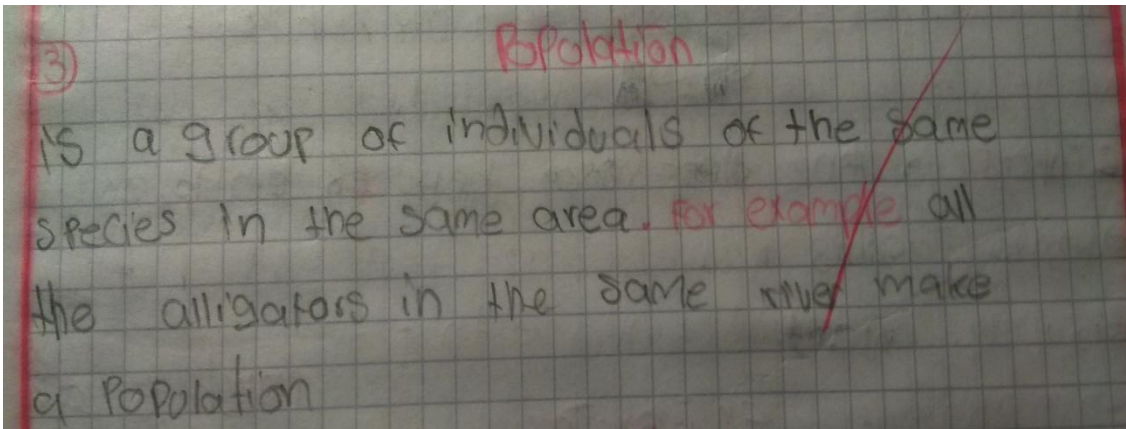 3) Popolation
is a group of individuals of the same
species in the same area. For example all
the alligators in the same river make
a Popolation